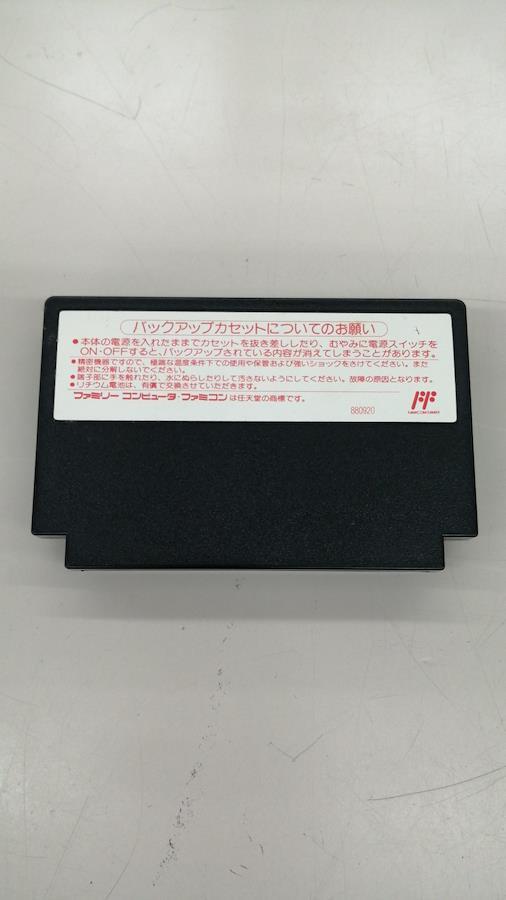 バックアップカセットについてのお願い
●本体の電源を入れたままでカセットを抜き差ししたり、むやみに電源スイッチを
ON・OFFすると、バックアップされている内容が消えてしまうことがあります。
●精密機器ですので、極端な温度条件下での使用や保管および強いショックをさけてください。また
絶対に分解しないでください。
●端子部に手を触れたり、水にぬらしたりして汚さないようにしてください。故障の原因となります。
●リチウム電池は、有償で交換させていただきます。
ファミリー コンピュータ・ファミコンは任天堂の商標です。
880920
FAMICOM FAMILY